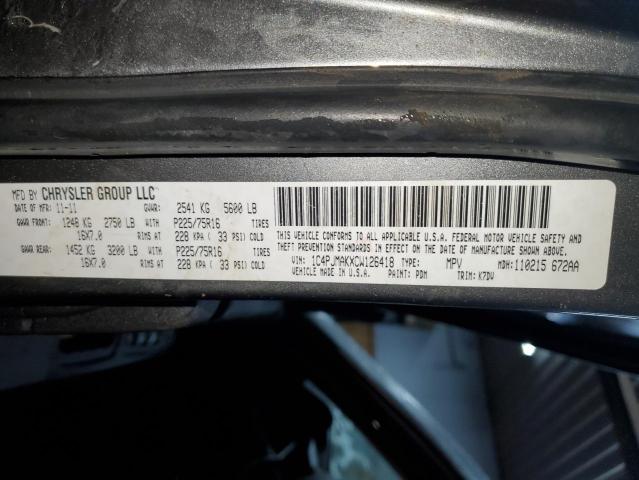 MFD BY CHRYSLER GROUP LLC
DATE OF MFR 11-11 GVWR: 2541 KG 5600 LB
GAWR FRONT: 1248 KG 2750 LB WITH P225/75R16 TIRES
16X7.0 RIMS AT 228 KPA ( 33 PSI) COLD
GAWR REAR: 1452 KG 3200 LB WITH P225/75R16 TIRES
16X7.0 RIMS AT 228 KPA ( 33 PSI) COLD
THIS VEHICLE CONFORMS TO ALL APPLICABLE U.S.A. FEDERAL MOTOR VEHICLE SAFETY AND
THEFT PREVENTION STANDARDS IN EFFECT ON THE DATE OF MANUFACTURE SHOWN ABOVE.
VEHICLE MADE IN U.S.A.
VIN: 1C4PJMAKXCW126418 TYPE: MPV MDH: 110215 672AA
PAINT: PDM TRIM: K7DV